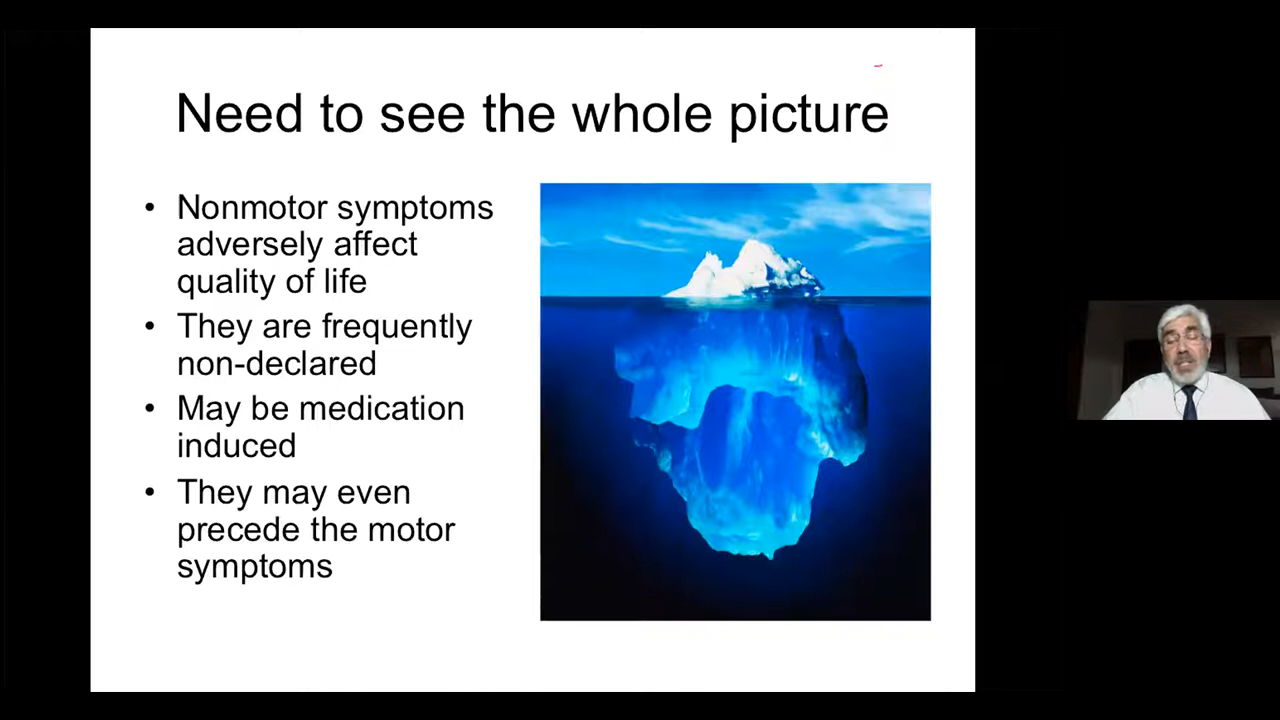 Need to see the whole picture
• Nonmotor symptoms
adversely affect
quality of life
• They are frequently
non-declared
• May be medication
induced
• They may even
precede the motor
symptoms